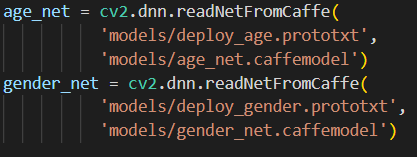 age_net = cv2.dnn.readNetFromCaffe(
'models/deploy_age.prototxt',
'models/age_net.caffemodel')
gender_net = cv2.dnn.readNetFromCaffe(
'models/deploy_gender.prototxt',
'models/gender_net.caffemodel')